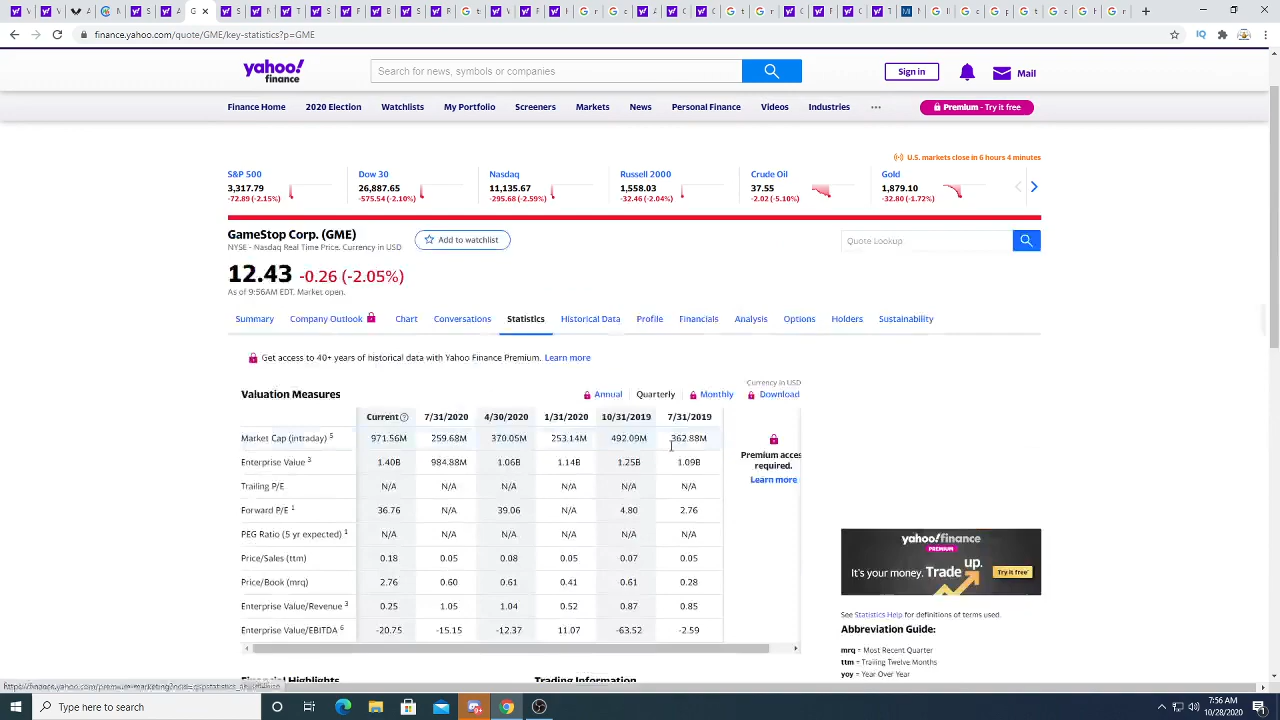 finance.yahoo.com/quote/GME/key-statistics?p=GME
yahoo! finance
Search for news, symbols or companies
Sign in
Mail
Finance Home 2020 Election Watchlists My Portfolio Screeners Markets News Personal Finance Videos Industries ••• Premium - Try it free
U.S. markets close in 6 hours 4 minutes
S&P 500 Dow 30 Nasdaq Russell 2000 Crude Oil Gold
3,317.79 26,887.65 11,135.67 1,558.03 37.55 1,879.10
-72.89 (-2.15%) -575.54 (-2.10%) -295.68 (-2.59%) -32.46 (-2.04%) -2.02 (-5.10%) -32.80 (-1.72%)
GameStop Corp. (GME)
NYSE - Nasdaq Real Time Price. Currency in USD
Add to watchlist
Quote Lookup
12.43 -0.26 (-2.05%)
As of 9:56AM EDT. Market open.
Summary Company Outlook Chart Conversations Statistics Historical Data Profile Financials Analysis Options Holders Sustainability
Get access to 40+ years of historical data with Yahoo Finance Premium. Learn more
Currency in USD
Valuation Measures Annual Quarterly Monthly Download
Current 7/31/2020 4/30/2020 1/31/2020 10/31/2019 7/31/2019
Market Cap (intraday) 5 971.56M 259.68M 370.05M 253.14M 492.09M 362.88M
Enterprise Value 3 1.40B 984.88M 1.06B 1.14B 1.25B 1.09B
Trailing P/E N/A N/A N/A N/A N/A N/A
Forward P/E 1 36.76 N/A 39.06 N/A 4.80 2.76
PEG Ratio (5 yr expected) 1 N/A N/A N/A N/A N/A N/A
Price/Sales (ttm) 0.18 0.05 0.08 0.05 0.07 0.05
Price/Book (mrq) 2.76 0.60 0.61 0.41 0.61 0.28
Enterprise Value/Revenue 3 0.25 1.05 1.04 0.52 0.87 0.85
Enterprise Value/EBITDA 6 -20.75 -15.15 -12.37 11.07 -63.52 -2.59
Premium acces
required.
Learn more
yahoo!finance
PREMIUM
It's your money. Trade up.
Try it free
See Statistics Help for definitions of terms used.
Abbreviation Guide:
mrq = Most Recent Quarter
ttm = Trailing Twelve Months
yoy = Year Over Year
Financial Highlights Trading Information
Type here to search
7:56 AM
10/28/2020